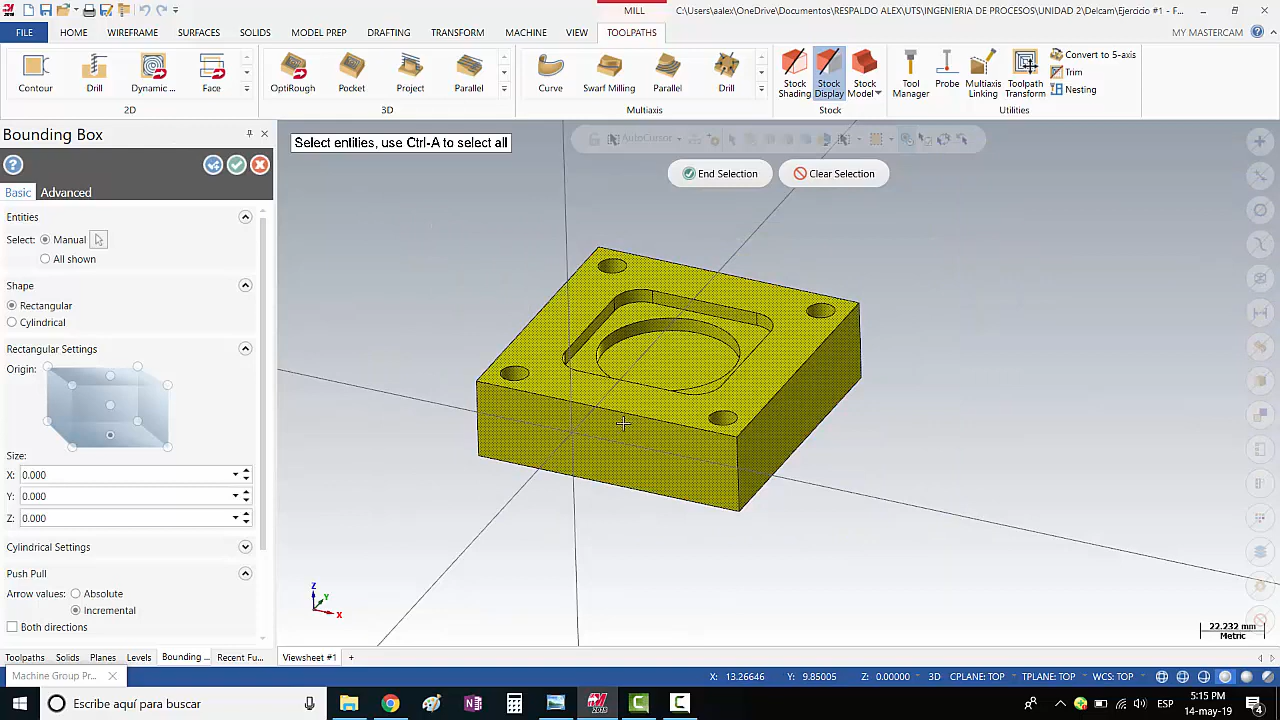 MILL
C:\Users\aalex\OneDrive\Documentos\RESPALDO ALEX\UTS\INGENIERIA DE PROCESOS\UNIDAD 2\Delcam\Ejercicio #1 - F...
FILE HOME WIREFRAME SURFACES SOLIDS MODEL PREP DRAFTING TRANSFORM MACHINE VIEW TOOLPATHS MY MASTERCAM
Contour Drill Dynamic ... Face
2D
OptiRough Pocket Project Parallel
3D
Curve Swarf Milling Parallel Drill
Multiaxis
Stock Shading Stock Display Stock Model
Stock
Tool Manager Probe Multiaxis Linking Toolpath Transform
Convert to 5-axis
Trim
Nesting
Utilities
Bounding Box
Select entities, use Ctrl-A to select all
AutoCursor
End Selection Clear Selection
Basic Advanced
Entities
Select: Manual
All shown
Shape
Rectangular
Cylindrical
Rectangular Settings
Origin:
Size:
X: 0.000
Y: 0.000
Z: 0.000
Cylindrical Settings
Push Pull
Arrow values: Absolute
Incremental
Both directions
Z
Y
X
22.232 mm
Metric
Toolpaths Solids Planes Levels Bounding ... Recent Fu... Viewsheet #1 +
Machine Group Pr...
X: 13.26646 Y: 9.85005 Z: 0.00000 3D CPLANE: TOP TPLANE: TOP WCS: TOP
Escribe aquí para buscar
ESP
5:15 PM
14-may.-19